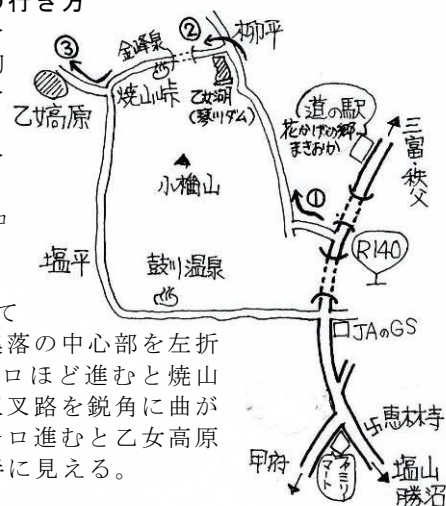 の行き方
③
金峰泉
②
柳平
焼山峠
乙女湖
(琴川ダム)
乙女高原
道の駅
花かげの郷
まきおか
三富・秩父
小楢山
①
R140
塩平
鼓川温泉
て
集落の中心部を左折
ロほど進むと焼山
叉路を鋭角に曲が
ロ進むと乙女高原
手に見える。
JAのGS
卍恵林寺
甲府
ファミリーマート
塩山
勝沼